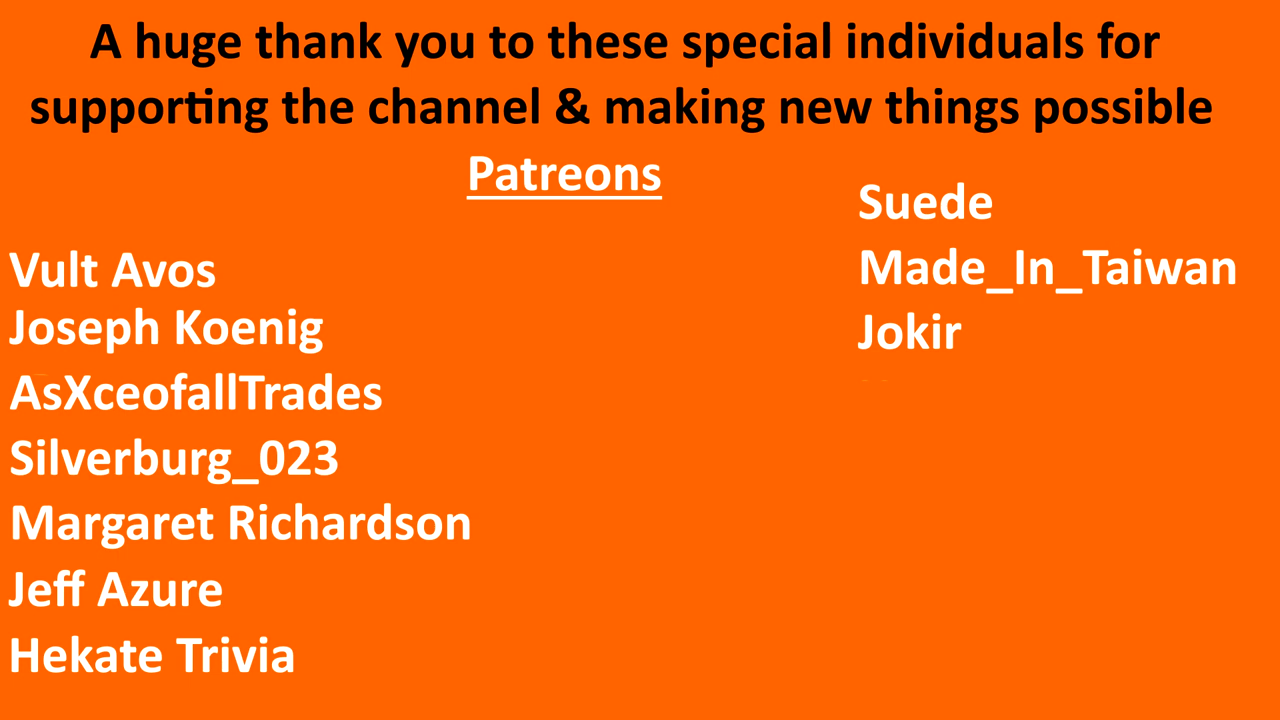 A huge thank you to these special individuals for
supporting the channel & making new things possible
Patreons
Vult Avos
Joseph Koenig
AsXceofallTrades
Silverburg_023
Margaret Richardson
Jeff Azure
Hekate Trivia
Suede
Made_In_Taiwan
Jokir